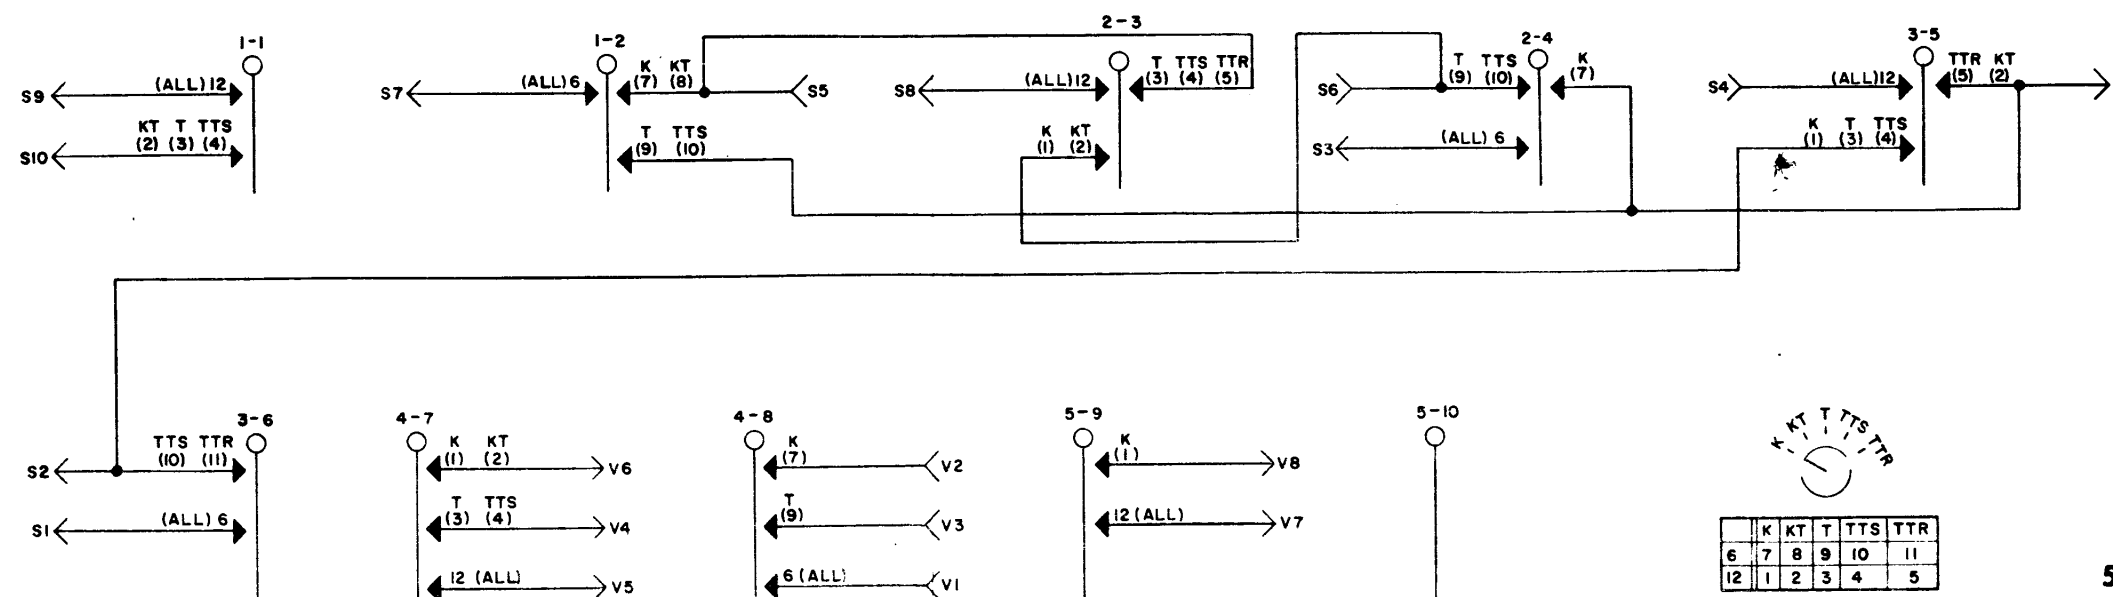 1-1
S9 (ALL) 12
KT T TTS
S10 (2) (3) (4)
1-2
K KT
S7 (ALL) 6 (7) (8) S5
T TTS
(9) (10)
2-3
T TTS TTR
S8 (ALL) 12 (3) (4) (5)
K KT
(1) (2)
2-4
T TTS K
S6 (9) (10) (7)
S3 (ALL) 6
3-5
TTR KT
S4 (ALL) 12 (5) (2)
K T TTS
(1) (3) (4)
3-6
TTS TTR
S2 (10) (11)
S1 (ALL) 6
4-7
K KT
(1) (2) V6
T TTS
(3) (4) V4
12 (ALL) V5
4-8
K
(7) V2
T
(9) V3
6 (ALL) V1
5-9
K
(1) V8
12 (ALL) V7
5-10
K KT T TTS TTR
K KT T TTS TTR
6 7 8 9 10 11
12 1 2 3 4 5
5